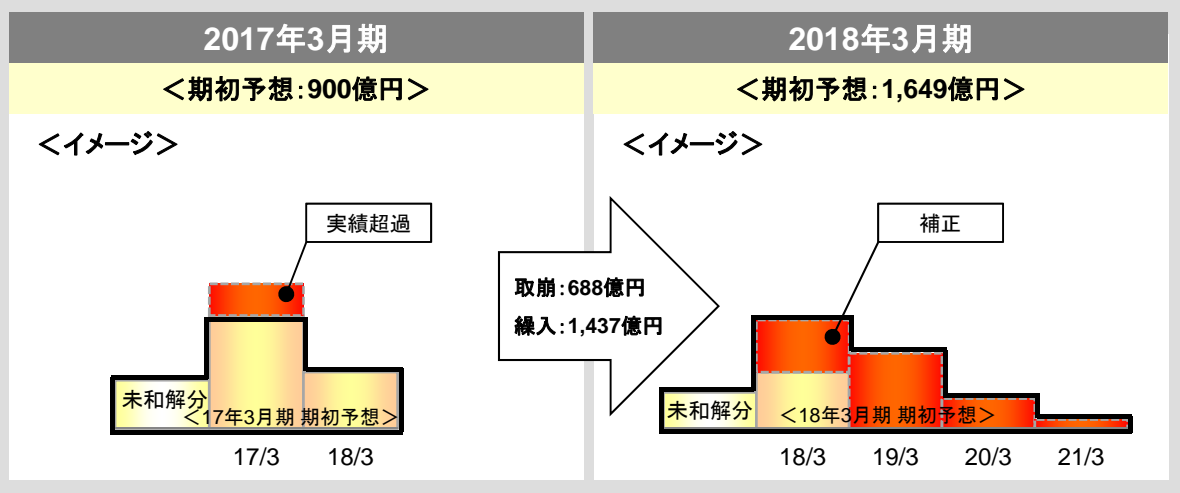 2017年3月期
＜期初予想：900億円＞
＜イメージ＞
実績超過
未和解分
＜17年3月期 期初予想＞
17/3
18/3
取崩：688億円
繰入：1,437億円
2018年3月期
＜期初予想：1,649億円＞
＜イメージ＞
補正
未和解分
＜18年3月期 期初予想＞
18/3
19/3
20/3
21/3